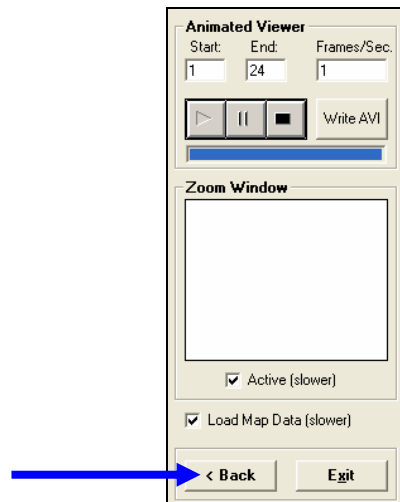 Animated Viewer
Start: End: Frames/Sec.
1 24 1
Write AVI
Zoom Window
Active (slower)
Load Map Data (slower)
< Back Exit